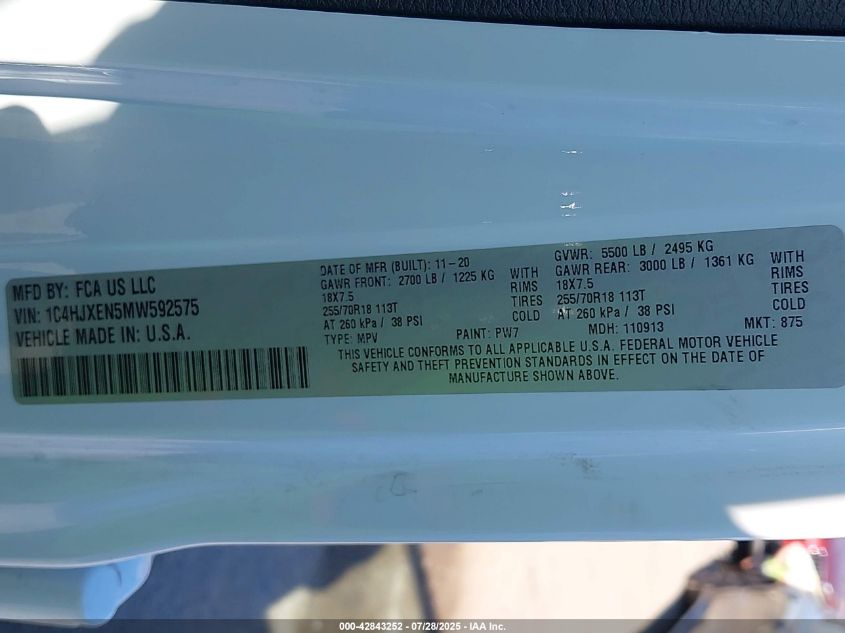 MFD BY: FCA US LLC
VIN: 1C4HJXEN5MW592575
VEHICLE MADE IN: U.S.A.
DATE OF MFR (BUILT): 11-20
GAWR FRONT: 2700 LB / 1225 KG WITH
18X7.5 RIMS
255/70R18 113T TIRES
AT 260 kPa / 38 PSI COLD
TYPE: MPV PAINT: PW7
GVWR: 5500 LB / 2495 KG
GAWR REAR: 3000 LB / 1361 KG WITH
18X7.5 RIMS
255/70R18 113T TIRES
AT 260 kPa / 38 PSI COLD
MDH: 110913 MKT: 875
THIS VEHICLE CONFORMS TO ALL APPLICABLE U.S.A. FEDERAL MOTOR VEHICLE
SAFETY AND THEFT PREVENTION STANDARDS IN EFFECT ON THE DATE OF
MANUFACTURE SHOWN ABOVE.
000-42843252 - 07/28/2025 - IAA Inc.